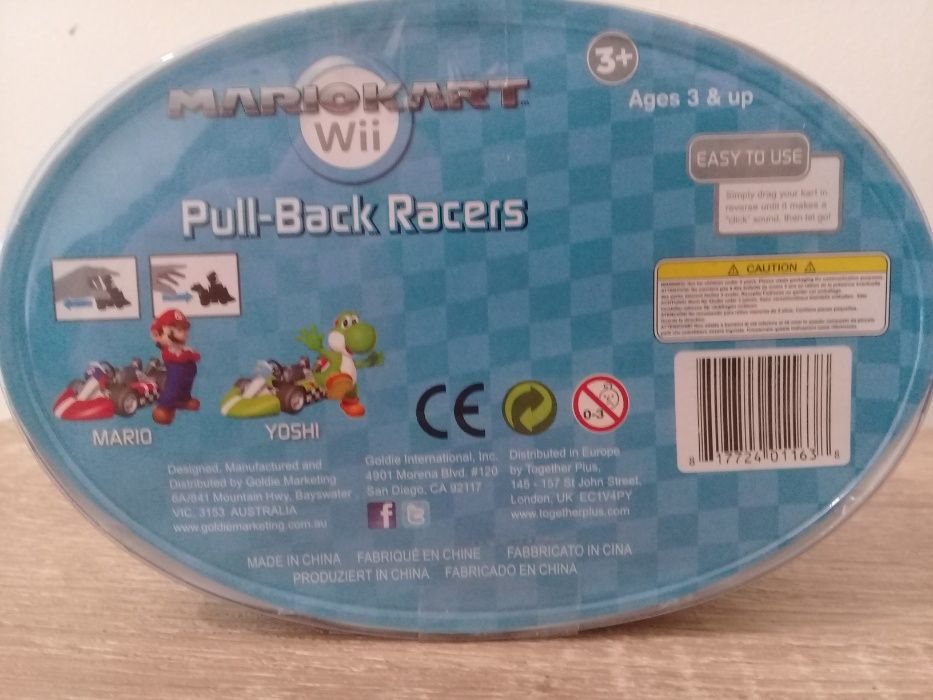 MARIOKART
Wii
Pull-Back Racers
3+
Ages 3 & up
EASY TO USE
Simply drag your kart in
reverse until it makes a
"click" sound, then let go!
CAUTION
MARIO
YOSHI
CE
0-3
8 17724 01163 8
Designed, Manufactured and
Distributed by Goldie Marketing
6A/841 Mountain Hwy, Bayswater
VIC. 3153 AUSTRALIA
www.goldiemarketing.com.au
Goldie International, Inc.
4901 Morena Blvd. #120
San Diego, CA 92117
f
t
Distributed in Europe
by Together Plus,
145 - 157 St John Street,
London, UK EC1V4PY
www.togetherplus.com
MADE IN CHINA FABRIQUÉ EN CHINE FABBRICATO IN CINA
PRODUZIERT IN CHINA FABRICADO EN CHINA